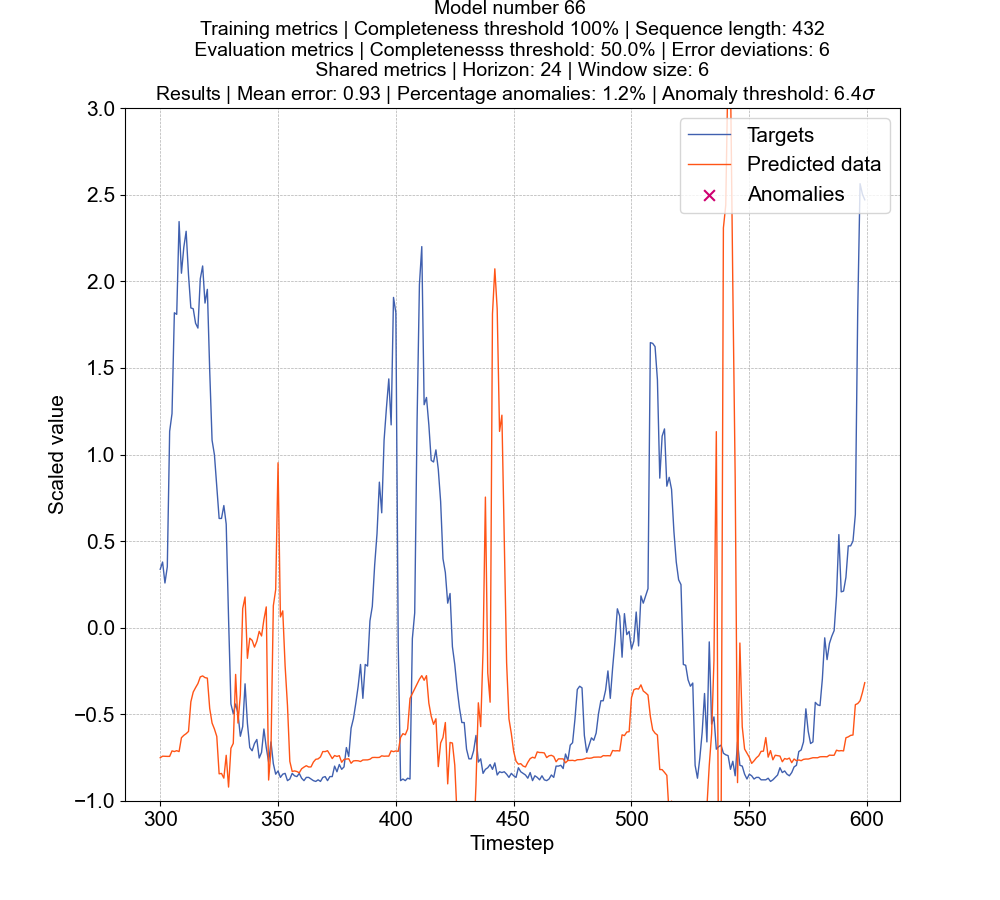 Model number 66
Training metrics | Completeness threshold 100% | Sequence length: 432
Evaluation metrics | Completenesss threshold: 50.0% | Error deviations: 6
Shared metrics | Horizon: 24 | Window size: 6
Results | Mean error: 0.93 | Percentage anomalies: 1.2% | Anomaly threshold: 6.4σ
Targets
Predicted data
Anomalies
Scaled value
3.0
2.5
2.0
1.5
1.0
0.5
0.0
−0.5
−1.0
300 350 400 450 500 550 600
Timestep